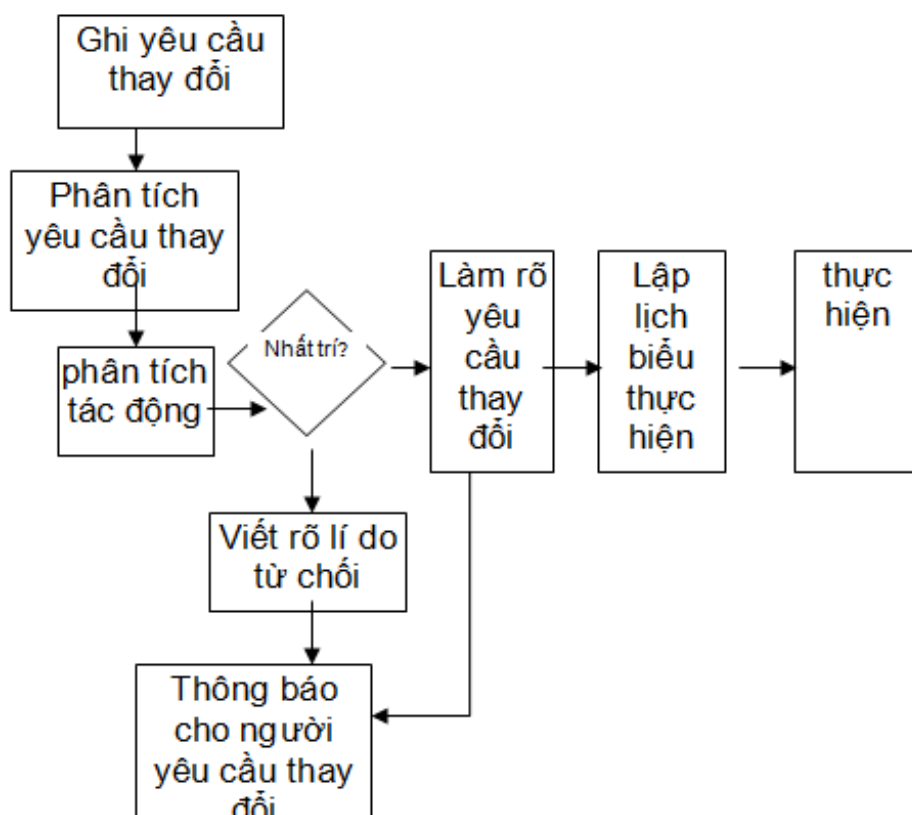 Ghi yêu cầu
thay đổi
Phân tích
yêu cầu thay
đổi
phân tích
tác động
Nhất trí?
Làm rõ
yêu
cầu
thay
đổi
Lập
lịch
biểu
thực
hiện
thực
hiện
Viết rõ lí do
từ chối
Thông báo
cho người
yêu cầu thay
đổi